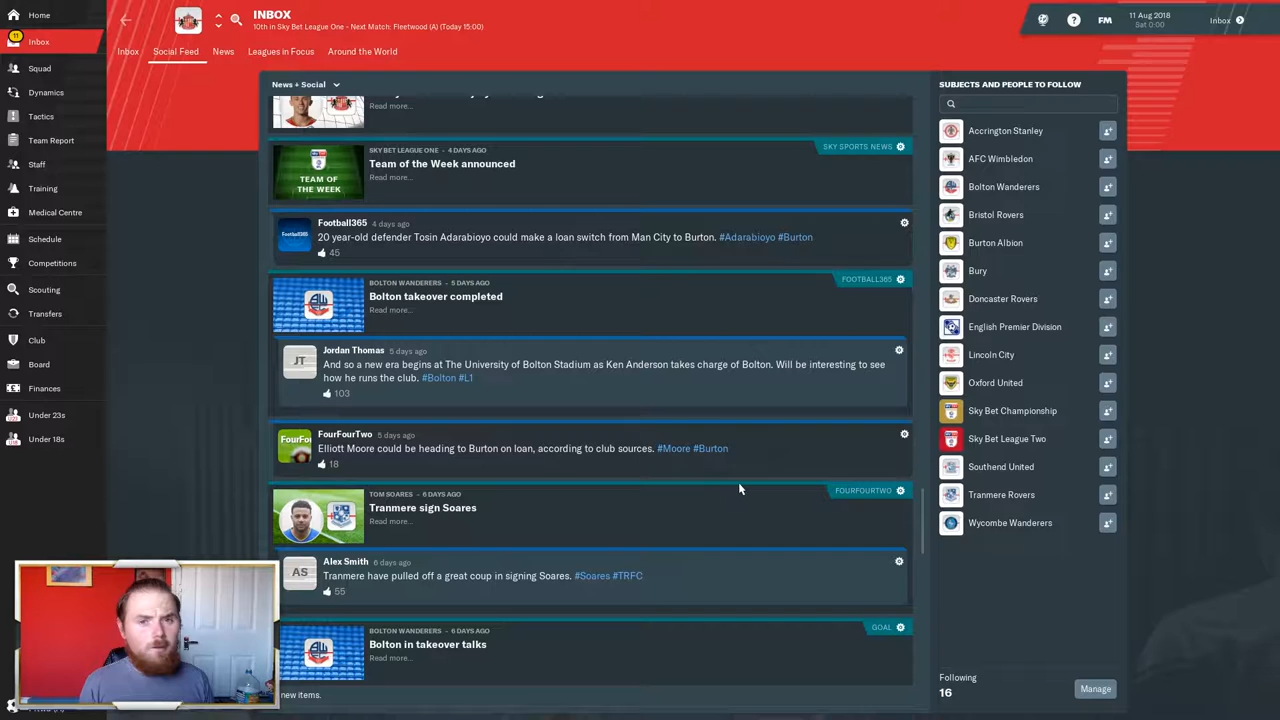 Home
11
Inbox
Squad
Dynamics
Tactics
Team Report
Staff
Training
Medical Centre
Schedule
Competitions
Scouting
Transfers
Club
Board
Finances
Under 23s
Under 18s
INBOX
10th in Sky Bet League One - Next Match: Fleetwood (A) (Today 15:00)
?
FM
11 Aug 2018
Sat 0:00
Inbox
Inbox
Social Feed
News
Leagues in Focus
Around the World
News + Social
Read more...
SKY BET LEAGUE ONE - 4 DAYS AGO
SKY SPORTS NEWS
Team of the Week announced
Read more...
TEAM OF
THE WEEK
Football365 4 days ago
Football365
20 year-old defender Tosin Adarabioyo could make a loan switch from Man City to Burton. #Adarabioyo #Burton
45
BOLTON WANDERERS - 5 DAYS AGO
FOOTBALL365
Bolton takeover completed
Read more...
Jordan Thomas 5 days ago
JT
And so a new era begins at The University of Bolton Stadium as Ken Anderson takes charge of Bolton. Will be interesting to
see how he runs the club. #Bolton #L1
103
FourFourTwo 5 days ago
FourFou
Elliott Moore could be heading to Burton on loan, according to club sources. #Moore #Burton
18
TOM SOARES - 6 DAYS AGO
FOURFOURTWO
Tranmere sign Soares
Read more...
Alex Smith 6 days ago
AS
Tranmere have pulled off a great coup in signing Soares. #Soares #TRFC
55
BOLTON WANDERERS - 6 DAYS AGO
GOAL
Bolton in takeover talks
Read more...
new items.
SUBJECTS AND PEOPLE TO FOLLOW
Accrington Stanley
AFC Wimbledon
Bolton Wanderers
Bristol Rovers
Burton Albion
Bury
Doncaster Rovers
English Premier Division
Lincoln City
Oxford United
Sky Bet Championship
Sky Bet League Two
Southend United
Tranmere Rovers
Wycombe Wanderers
Following
16
Manage